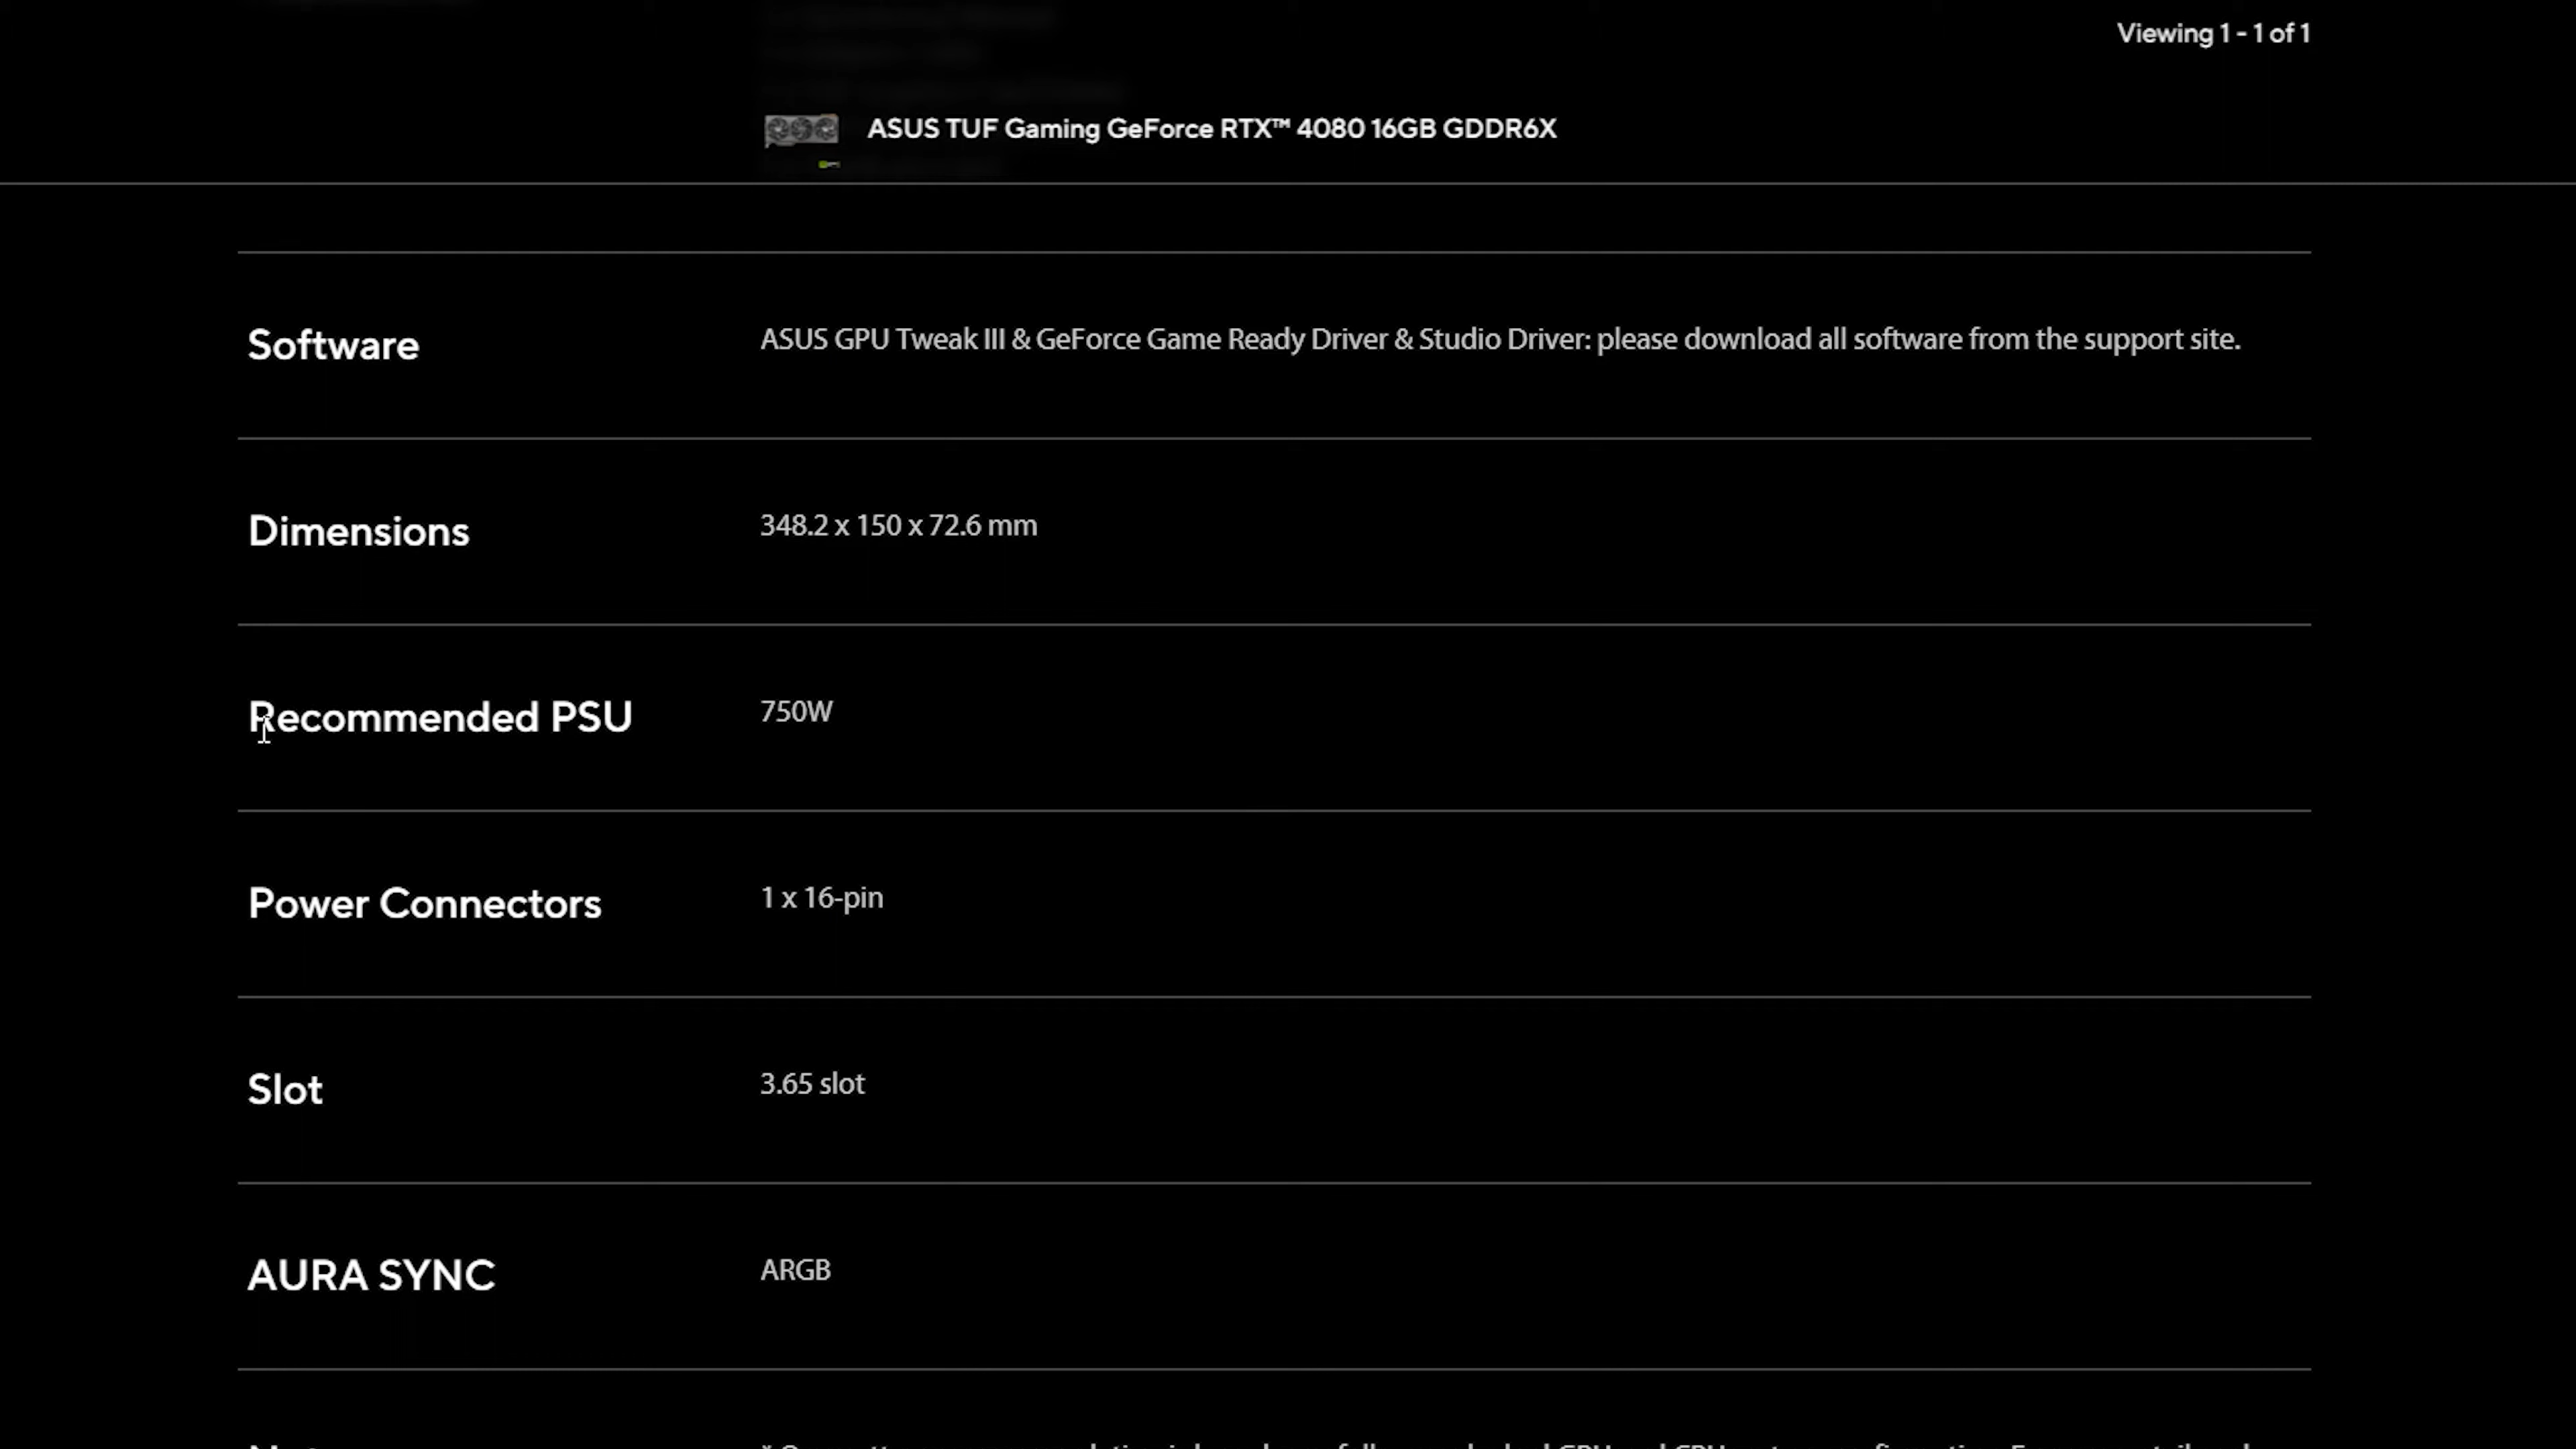 Viewing 1 - 1 of 1
ASUS TUF Gaming GeForce RTX™ 4080 16GB GDDR6X
Software
ASUS GPU Tweak III & GeForce Game Ready Driver & Studio Driver: please download all software from the support site.
Dimensions
348.2 x 150 x 72.6 mm
Recommended PSU
750W
Power Connectors
1 x 16-pin
Slot
3.65 slot
AURA SYNC
ARGB